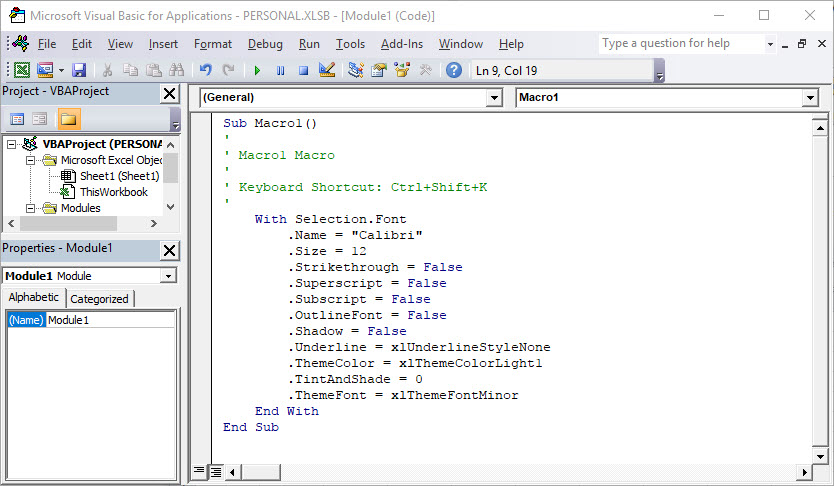 Microsoft Visual Basic for Applications - PERSONAL.XLSB - [Module1 (Code)]
File Edit View Insert Format Debug Run Tools Add-Ins Window Help
Type a question for help
Ln 9, Col 19
Project - VBAProject
VBAProject (PERSONA
Microsoft Excel Objec
Sheet1 (Sheet1)
ThisWorkbook
Modules
Properties - Module1
Module1 Module
Alphabetic Categorized
(Name) Module1
(General) Macro1
Sub Macro1()
'
' Macro1 Macro
'
' Keyboard Shortcut: Ctrl+Shift+K
'
    With Selection.Font
        .Name = "Calibri"
        .Size = 12
        .Strikethrough = False
        .Superscript = False
        .Subscript = False
        .OutlineFont = False
        .Shadow = False
        .Underline = xlUnderlineStyleNone
        .ThemeColor = xlThemeColorLight1
        .TintAndShade = 0
        .ThemeFont = xlThemeFontMinor
    End With
End Sub